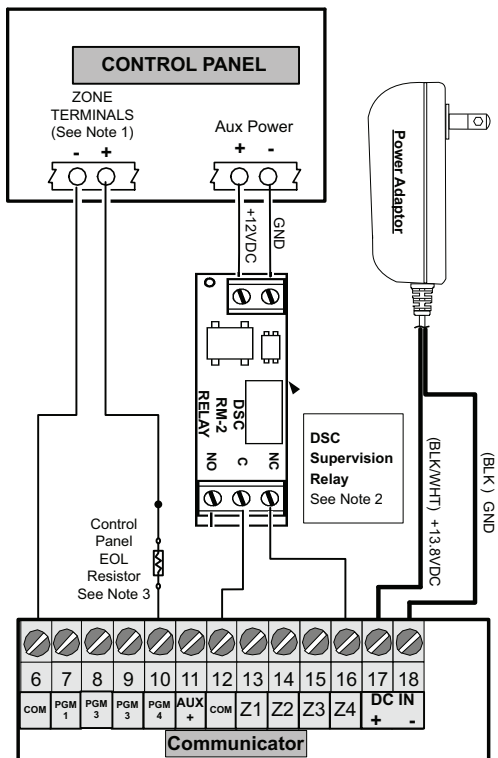 CONTROL PANEL
ZONE
TERMINALS
(See Note 1)
- +
Aux Power
+ -
+12VDC
GND
Power Adaptor
DSC
RM-2
RELAY
NO C NC
DSC
Supervision
Relay
See Note 2
(BLK/WHT) +13.8VDC
(BLK ) GND
Control
Panel
EOL
Resistor
See Note 3
6 7 8 9 10 11 12 13 14 15 16 17 18
COM PGM 1 PGM 3 PGM 3 PGM 4 AUX + COM Z1 Z2 Z3 Z4 DC IN
+ -
Communicator